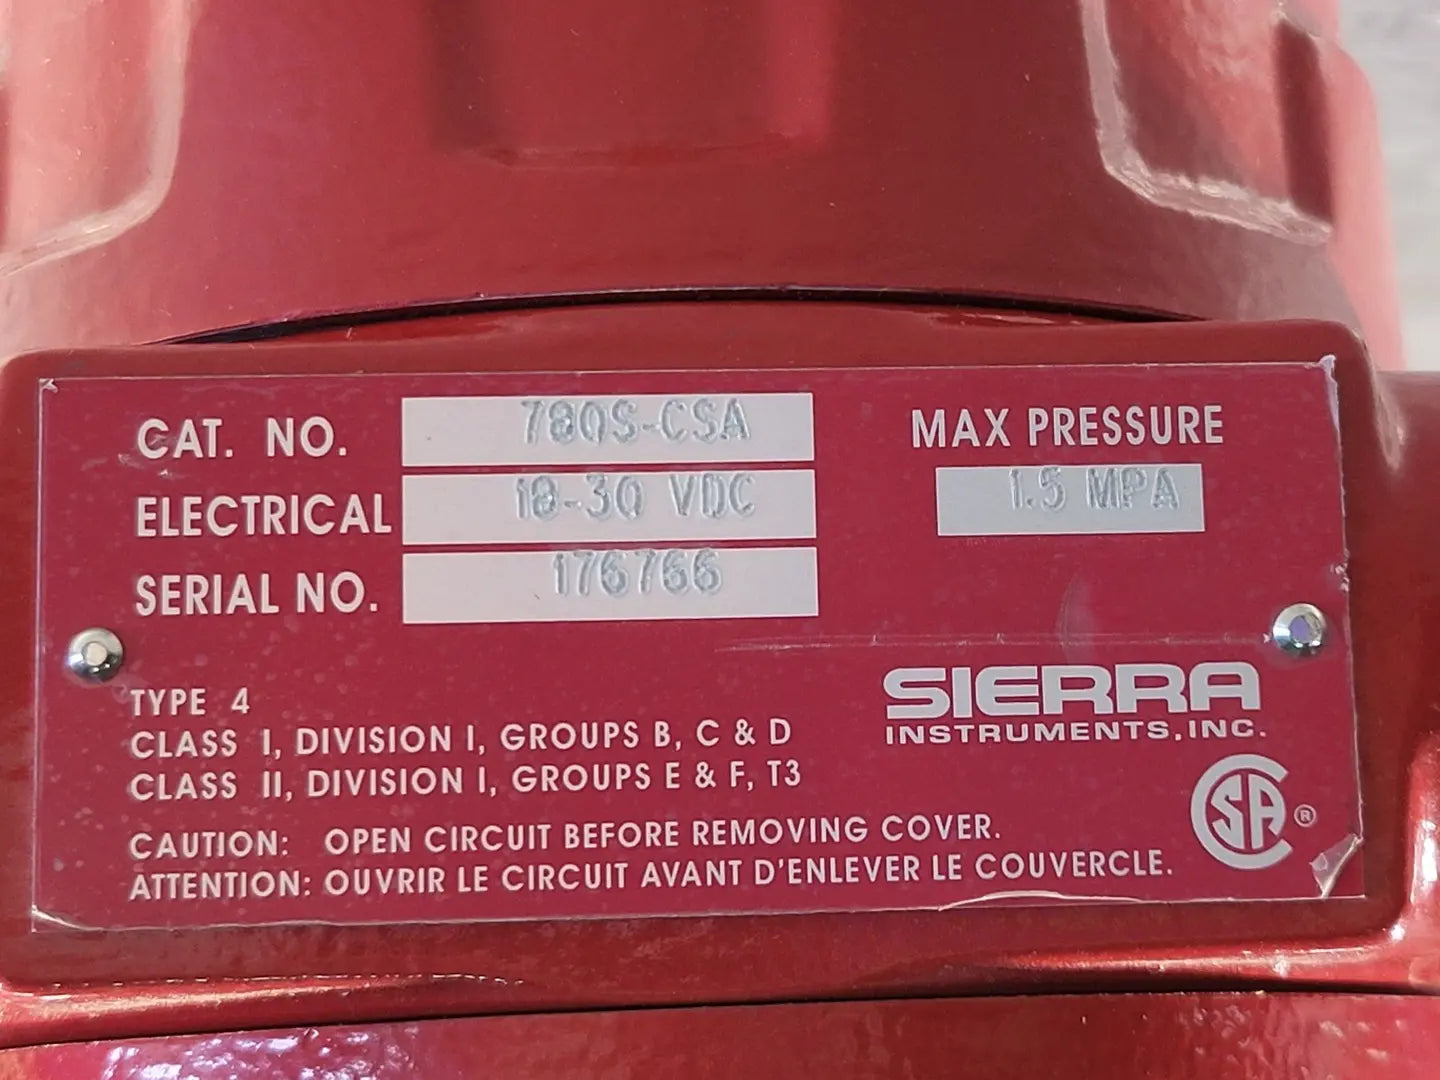 CAT. NO. 780S-CSA
ELECTRICAL 18-30 VDC
SERIAL NO. 176766
MAX PRESSURE
1.5 MPA
TYPE 4
CLASS I, DIVISION I, GROUPS B, C & D
CLASS II, DIVISION I, GROUPS E & F, T3
SIERRA
INSTRUMENTS, INC.
CSA ®
CAUTION: OPEN CIRCUIT BEFORE REMOVING COVER.
ATTENTION: OUVRIR LE CIRCUIT AVANT D'ENLEVER LE COUVERCLE.